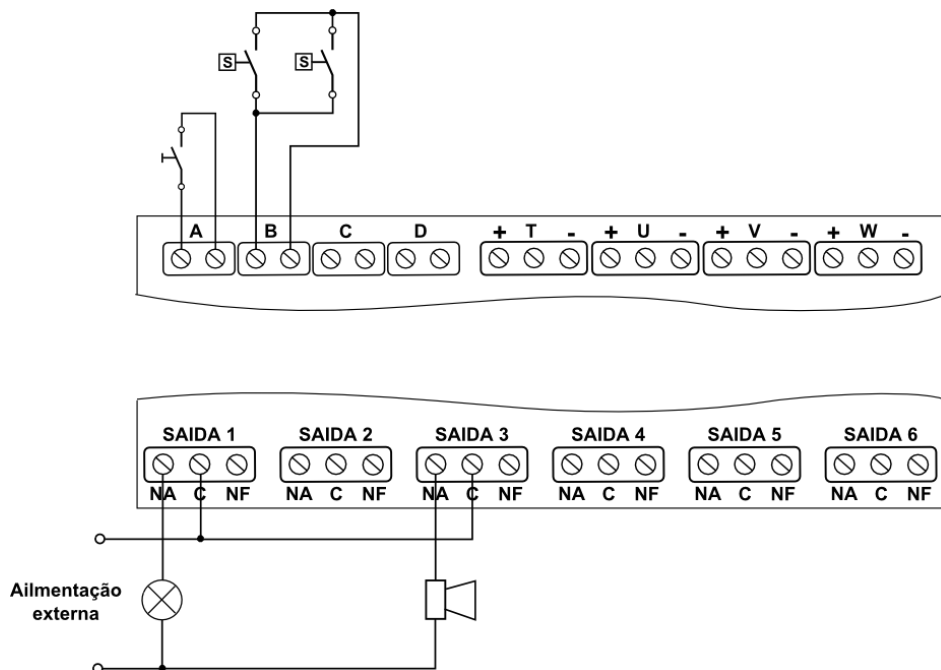 S S
A B C D + T - + U - + V - + W -
SAIDA 1 SAIDA 2 SAIDA 3 SAIDA 4 SAIDA 5 SAIDA 6
NA C NF NA C NF NA C NF NA C NF NA C NF NA C NF
Ailmentação
externa